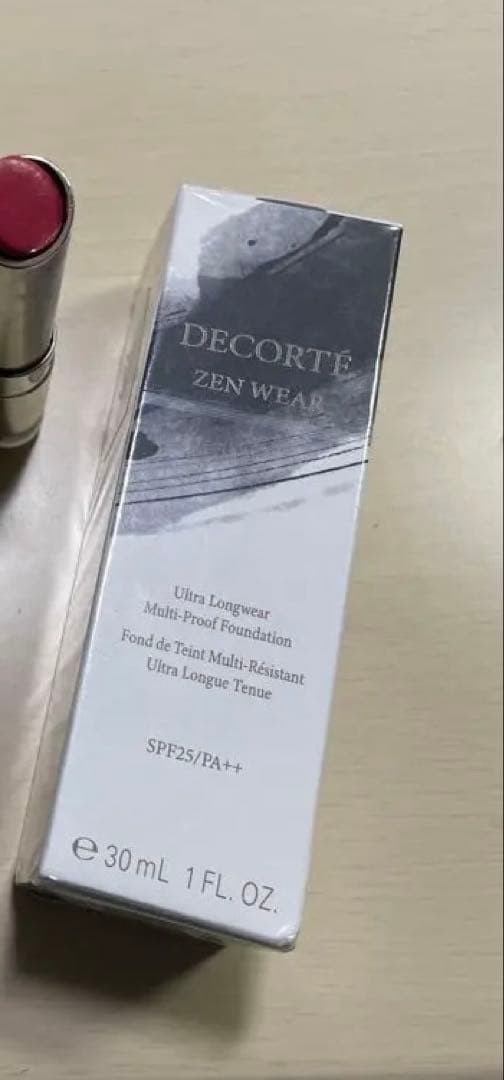 DECORTÉ
ZEN WEAR
Ultra Longwear
Multi-Proof Foundation
Fond de Teint Multi-Résistant
Ultra Longue Tenue
SPF25/PA++
℮ 30 mL 1 FL. OZ.